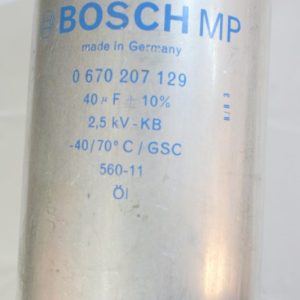 BOSCH MP
made in Germany
0 670 207 129
40 µF ± 10%
2,5 kV-KB
-40/70° C / GSC
560-11
Öl